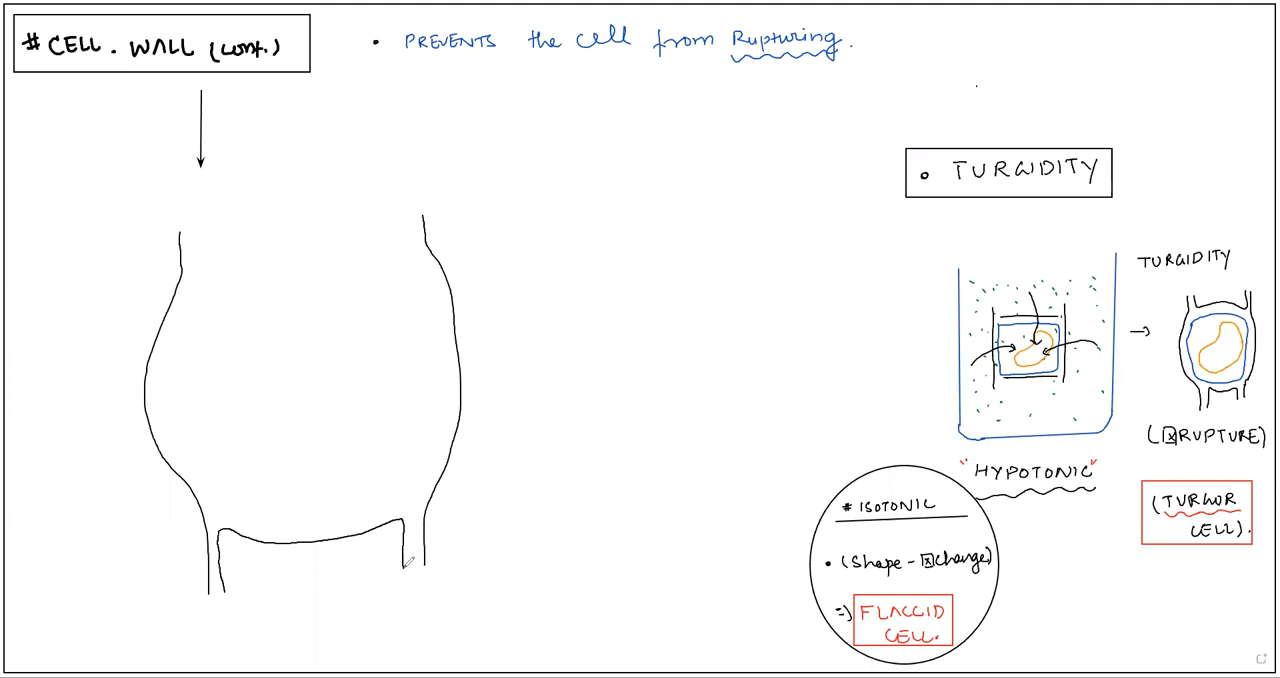 # CELL. WALL (cont.)
• PREVENTS the cell from Rupturing.
• TURGIDITY
TURGIDITY
(☒ RUPTURE)
"HYPOTONIC"
(TURGOR
CELL).
# ISOTONIC
• (Shape - ☒ change)
=) FLACCID
CELL.